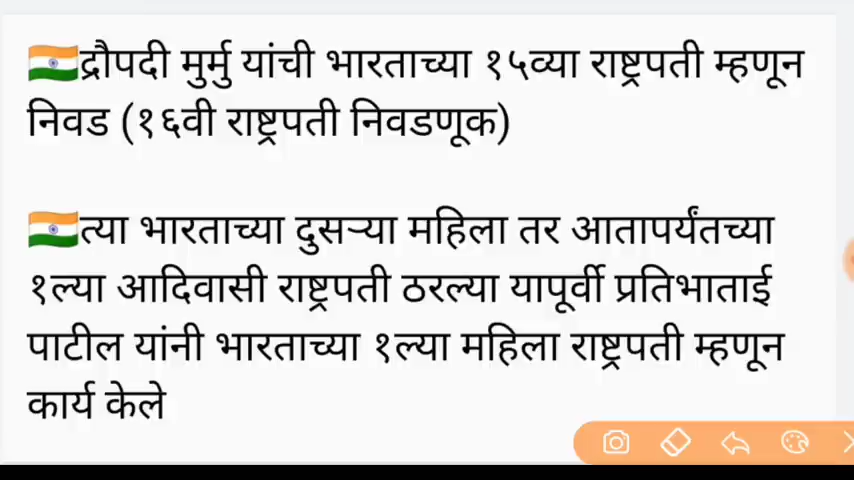 🇮🇳द्रौपदी मुर्मु यांची भारताच्या १५व्या राष्ट्रपती म्हणून
निवड (१६वी राष्ट्रपती निवडणूक)
🇮🇳त्या भारताच्या दुसऱ्या महिला तर आतापर्यंतच्या
१ल्या आदिवासी राष्ट्रपती ठरल्या यापूर्वी प्रतिभाताई
पाटील यांनी भारताच्या १ल्या महिला राष्ट्रपती म्हणून
कार्य केले